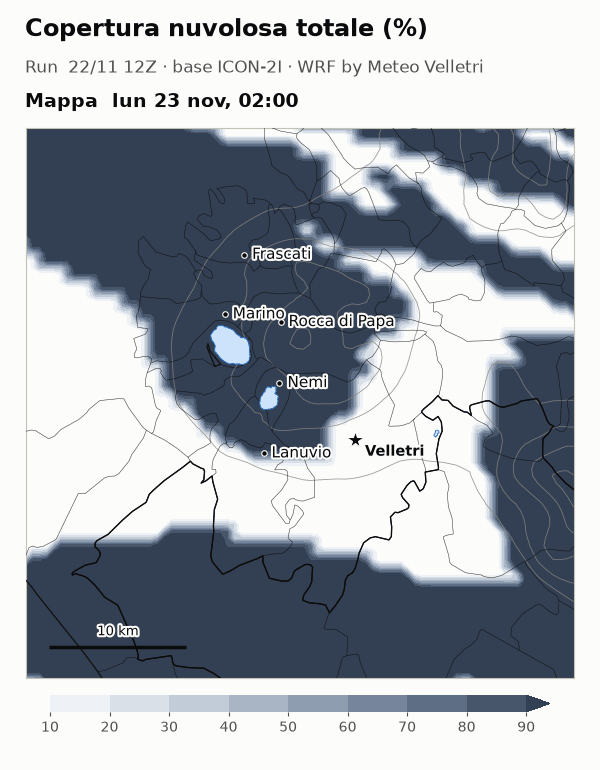 Copertura nuvolosa totale (%)
Run  22/11 12Z · base ICON-2I · WRF by Meteo Velletri
Mappa  lun 23 nov, 02:00
Frascati
Marino
Rocca di Papa
Nemi
Velletri
Lanuvio
10 km
10 20 30 40 50 60 70 80 90